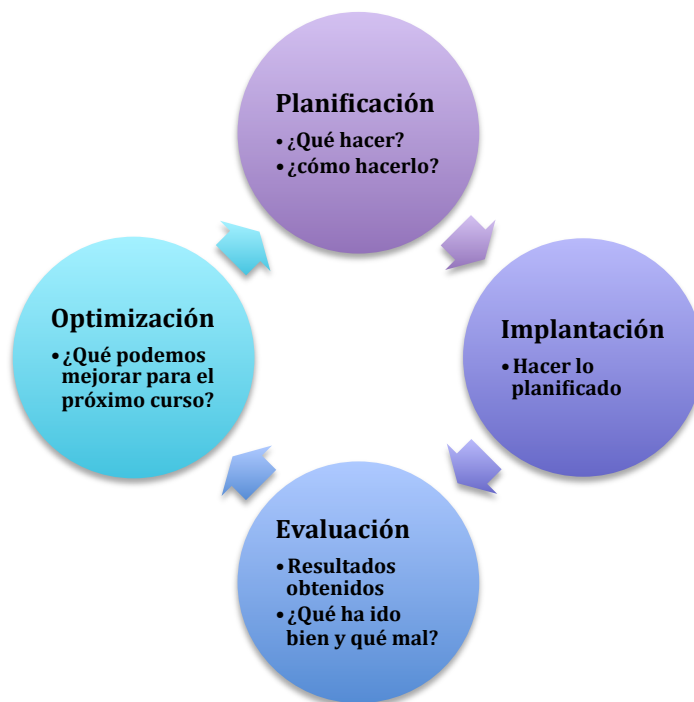 Planificación
• ¿Qué hacer?
• ¿cómo hacerlo?
Implantación
• Hacer lo
planificado
Evaluación
• Resultados
obtenidos
• ¿Qué ha ido
bien y qué mal?
Optimización
• ¿Qué podemos
mejorar para el
próximo curso?